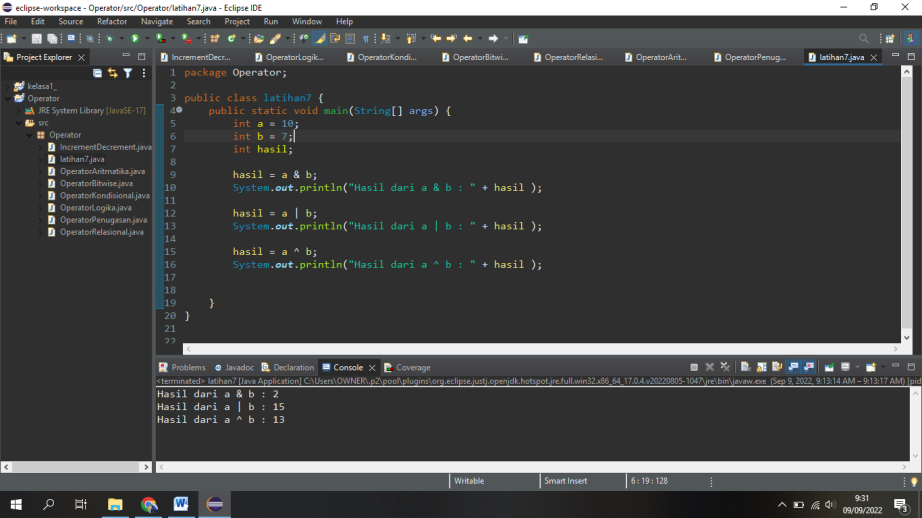 eclipse-workspace - Operator/src/Operator/latihan7.java - Eclipse IDE
File Edit Source Refactor Navigate Search Project Run Window Help
Project Explorer
IncrementDecr...
OperatorLogik...
OperatorKondi...
OperatorBitwi...
OperatorRelasi...
OperatorArit...
OperatorPenug...
latihan7.java
kelasa1_
Operator
JRE System Library [JavaSE-17]
src
Operator
IncrementDecrement.java
latihan7.java
OperatorAritmatika.java
OperatorBitwise.java
OperatorKondisional.java
OperatorLogika.java
OperatorPenugasan.java
OperatorRelasional.java
1 package Operator;
2
3 public class latihan7 {
4 public static void main(String[] args) {
5 int a = 10;
6 int b = 7;
7 int hasil;
8
9 hasil = a & b;
10 System.out.println("Hasil dari a & b : " + hasil );
11
12 hasil = a | b;
13 System.out.println("Hasil dari a | b : " + hasil );
14
15 hasil = a ^ b;
16 System.out.println("Hasil dari a ^ b : " + hasil );
17
18
19 }
20 }
21
22
Problems Javadoc Declaration Console Coverage
<terminated> latihan7 [Java Application] C:\Users\OWNER\.p2\pool\plugins\org.eclipse.justj.openjdk.hotspot.jre.full.win32.x86_64_17.0.4.v20220805-1047\jre\bin\javaw.exe (Sep 9, 2022, 9:13:14 AM – 9:13:17 AM) [pid
Hasil dari a & b : 2
Hasil dari a | b : 15
Hasil dari a ^ b : 13
Writable Smart Insert 6 : 19 : 128
9:31
09/09/2022
3